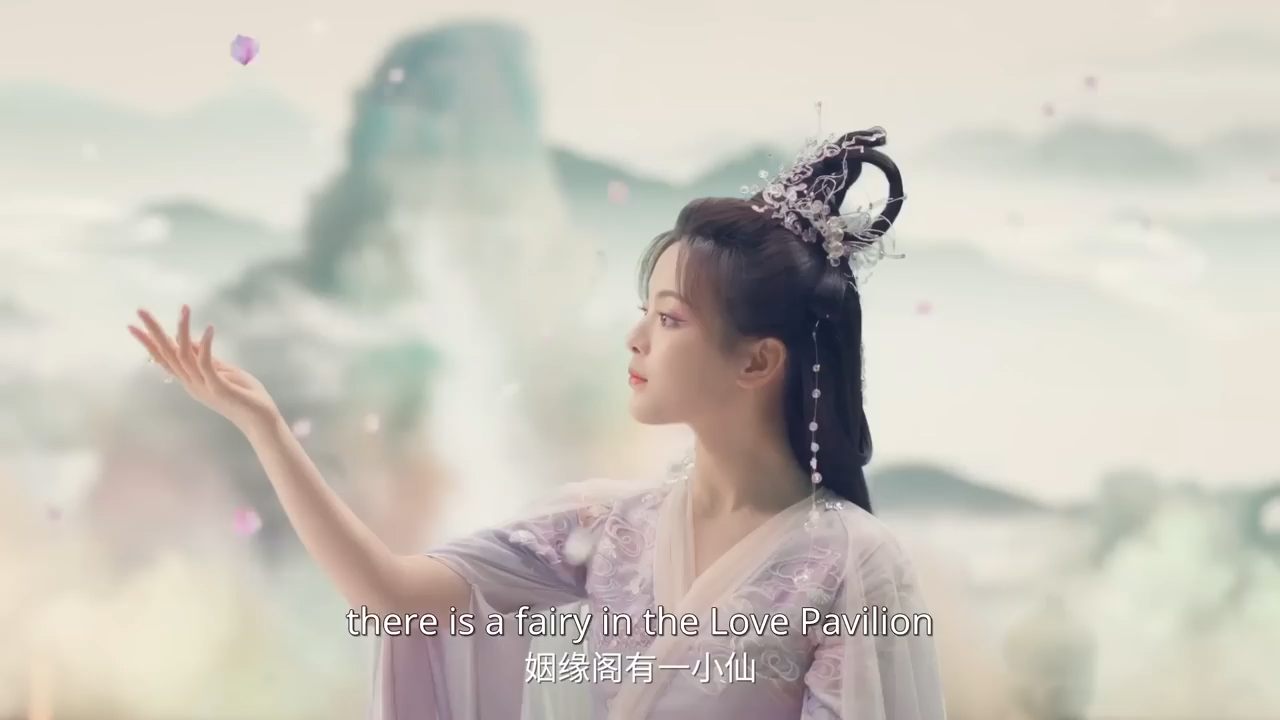 there is a fairy in the Love Pavilion
姻缘阁有一小仙